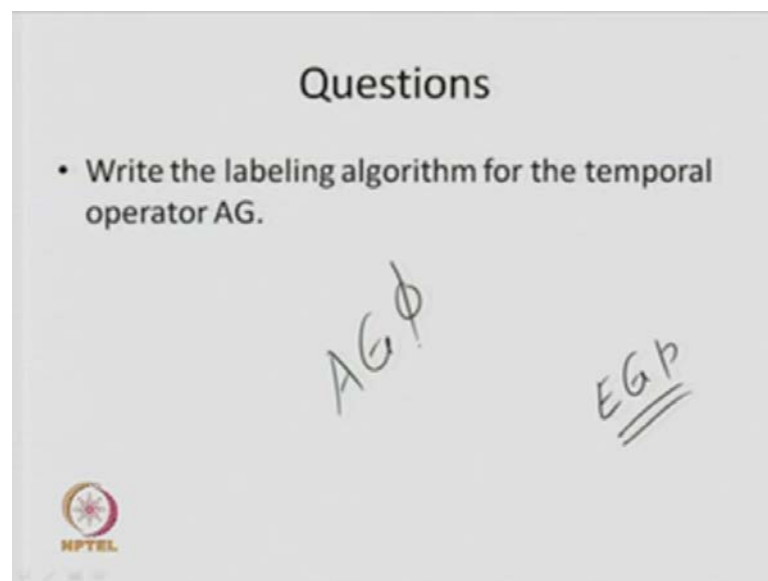 Questions
• Write the labeling algorithm for the temporal
operator AG.
AGϕ
EGp
NPTEL